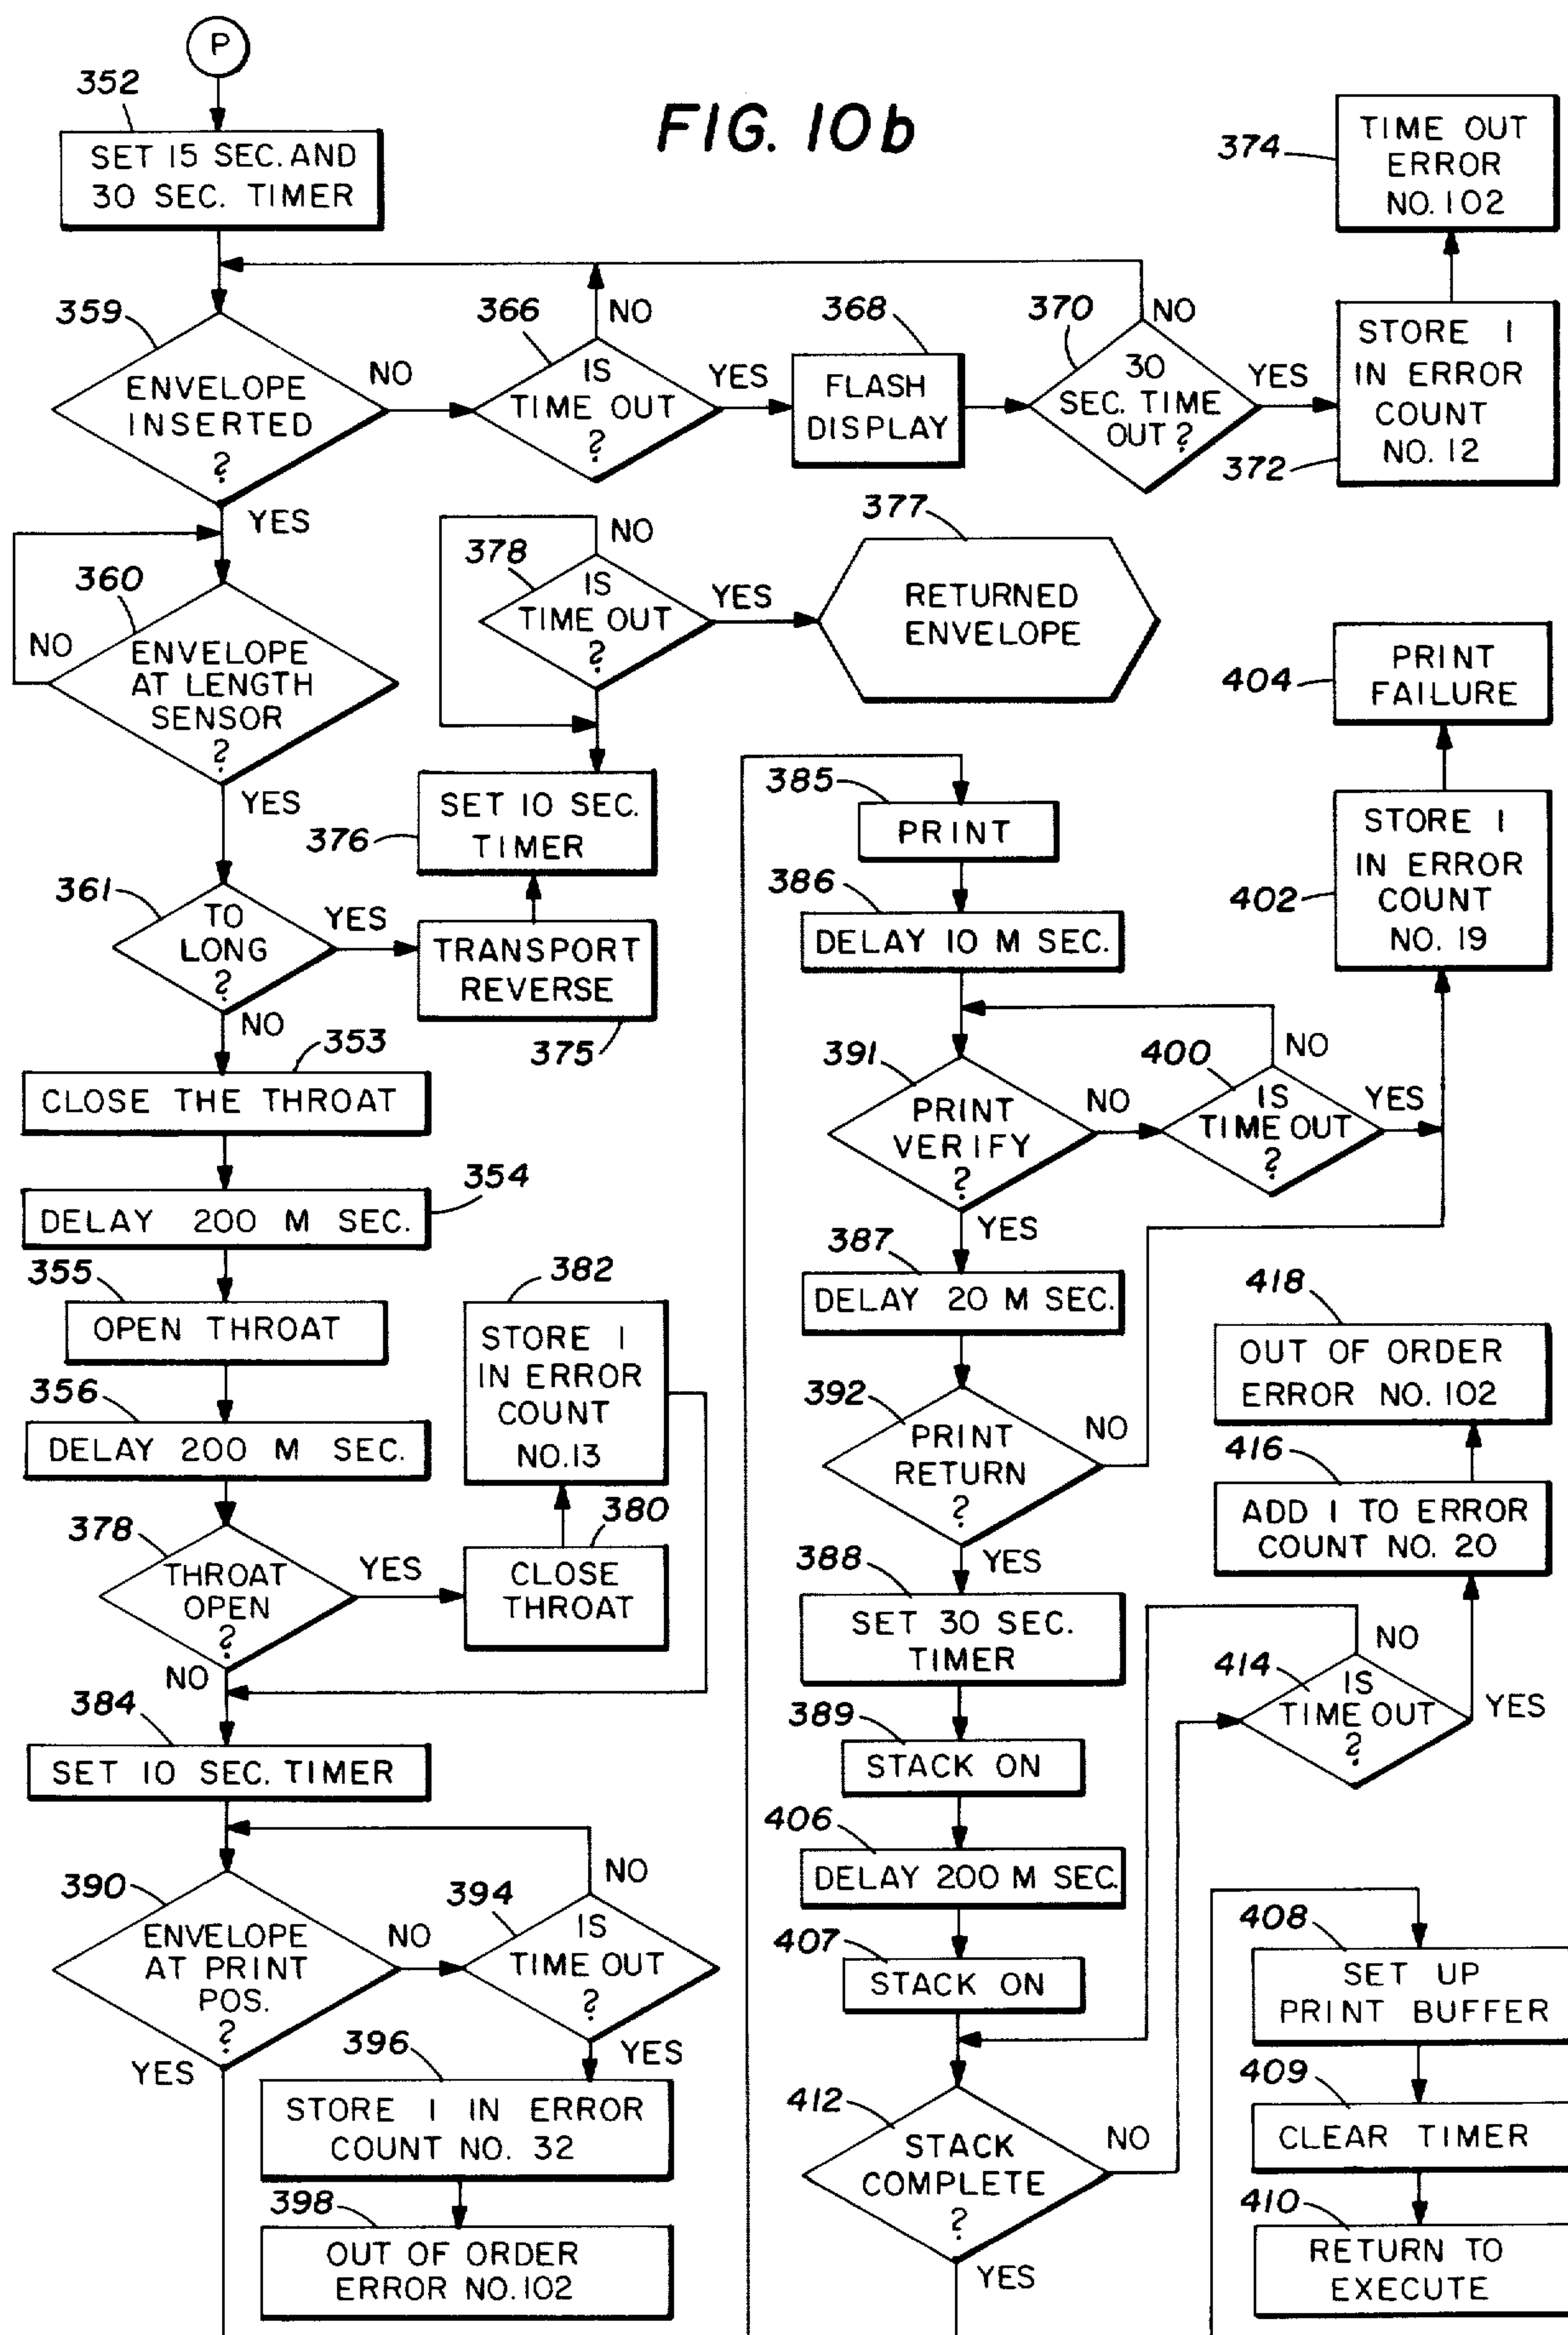 P
352
SET 15 SEC. AND
30 SEC. TIMER
FIG. 10b
374
TIME OUT
ERROR
NO. 102
359
ENVELOPE
INSERTED
?
NO
366
IS
TIME OUT
?
NO
YES
368
FLASH
DISPLAY
370
30
SEC. TIME
OUT ?
NO
YES
STORE 1
IN ERROR
COUNT
NO. 12
372
YES
360
ENVELOPE
AT LENGTH
SENSOR
?
NO
YES
378
IS
TIME OUT
?
NO
YES
377
RETURNED
ENVELOPE
SET 10 SEC.
TIMER
376
361
TO
LONG
?
YES
TRANSPORT
REVERSE
375
NO
353
CLOSE THE THROAT
354
DELAY 200 M SEC.
355
OPEN THROAT
356
DELAY 200 M SEC.
382
STORE 1
IN ERROR
COUNT
NO.13
378
THROAT
OPEN
?
YES
380
CLOSE
THROAT
NO
384
SET 10 SEC. TIMER
390
ENVELOPE
AT PRINT
POS.
?
NO
394
IS
TIME OUT
?
NO
YES
YES
396
STORE 1 IN ERROR
COUNT NO. 32
398
OUT OF ORDER
ERROR NO.102
385
PRINT
386
DELAY 10 M SEC.
391
PRINT
VERIFY
?
NO
400
IS
TIME OUT
?
NO
YES
404
PRINT
FAILURE
402
STORE 1
IN ERROR
COUNT
NO. 19
YES
387
DELAY 20 M SEC.
392
PRINT
RETURN
?
NO
YES
388
SET 30 SEC.
TIMER
389
STACK ON
406
DELAY 200 M SEC.
407
STACK ON
412
STACK
COMPLETE
?
NO
YES
418
OUT OF ORDER
ERROR NO. 102
416
ADD 1 TO ERROR
COUNT NO. 20
414
IS
TIME OUT
?
NO
YES
408
SET UP
PRINT BUFFER
409
CLEAR TIMER
410
RETURN TO
EXECUTE